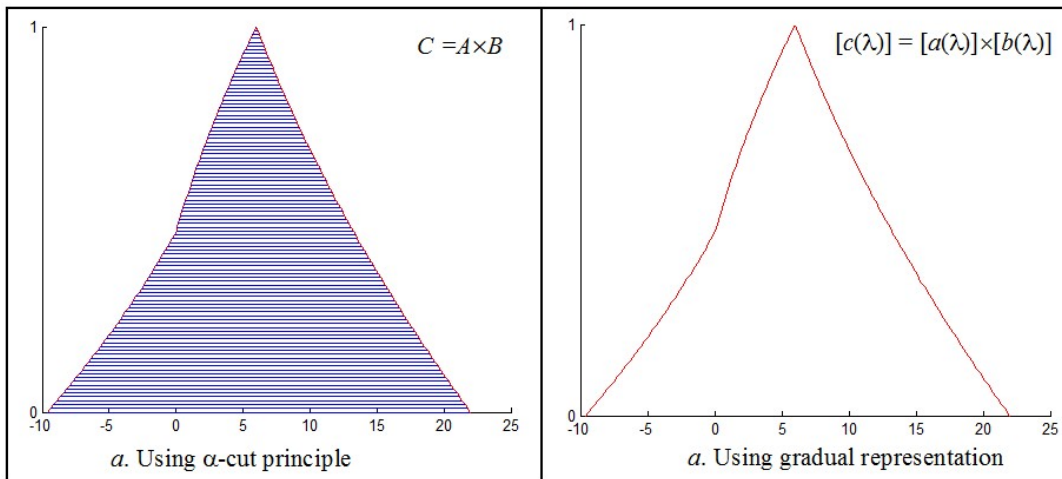 1
C =A×B
0
-10 -5 0 5 10 15 20 25
a. Using α-cut principle
1
[c(λ)] = [a(λ)]×[b(λ)]
0
-10 -5 0 5 10 15 20 25
a. Using gradual representation